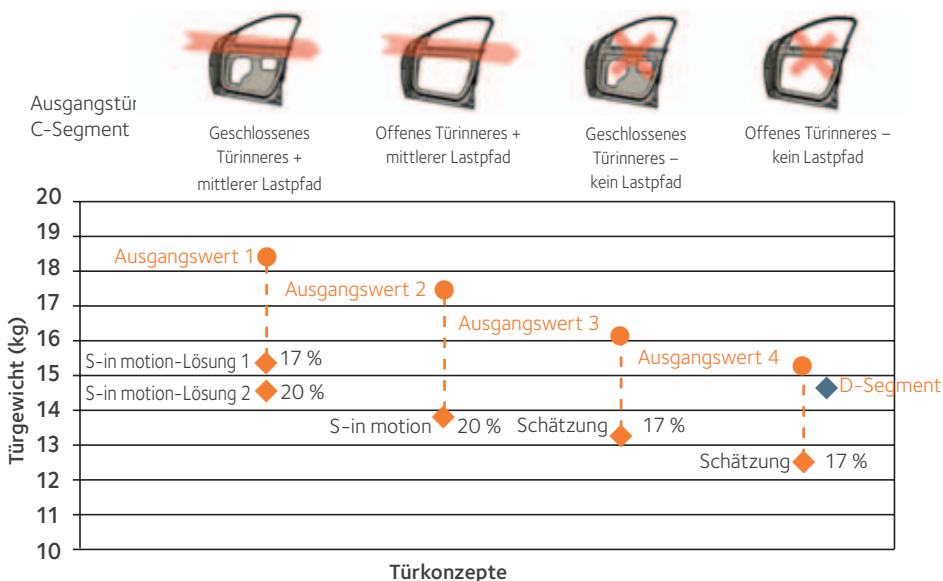 Ausgangstür
C-Segment
Geschlossenes
Türinneres +
mittlerer Lastpfad
Offenes Türinneres +
mittlerer Lastpfad
Geschlossenes
Türinneres –
kein Lastpfad
Offenes Türinneres –
kein Lastpfad
Türgewicht (kg)
20
19
18
17
16
15
14
13
12
11
10
Ausgangswert 1
Ausgangswert 2
Ausgangswert 3
Ausgangswert 4
S-in motion-Lösung 1 17 %
S-in motion-Lösung 2 20 %
D-Segment
S-in motion 20 %
Schätzung 17 %
Schätzung 17 %
Türkonzepte